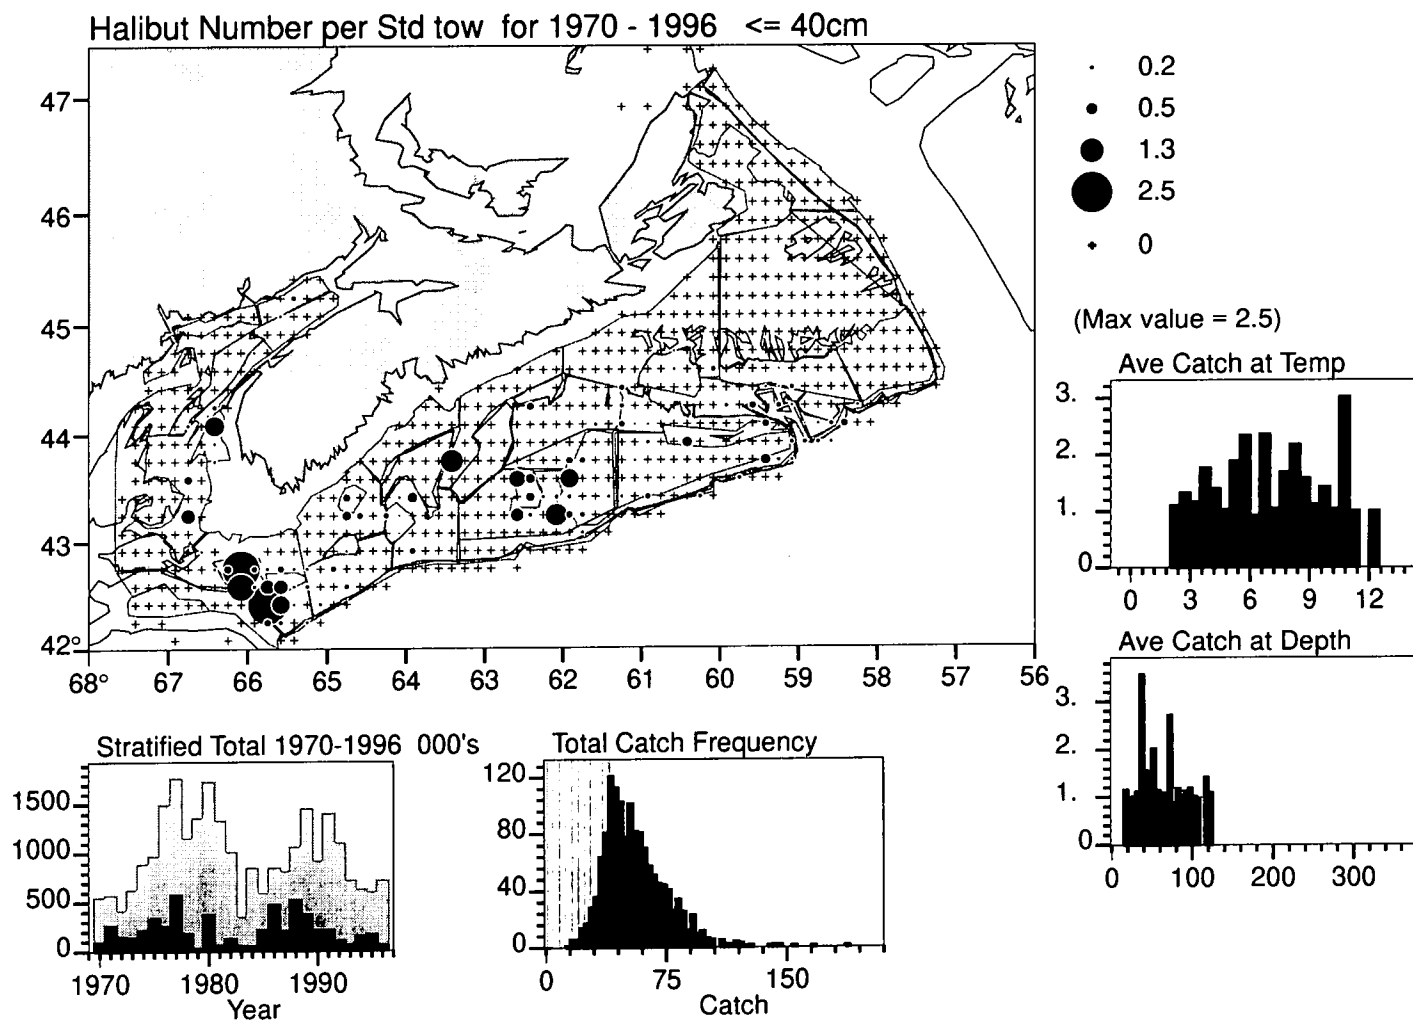 Halibut Number per Std tow for 1970 - 1996 <= 40cm
47
46
45
44
43
42°
68° 67 66 65 64 63 62 61 60 59 58 57 56
0.2
0.5
1.3
2.5
0
(Max value = 2.5)
Ave Catch at Temp
3.
2.
1.
0
0 3 6 9 12
Ave Catch at Depth
3.
2.
1.
0
0 100 200 300
Stratified Total 1970-1996 000's
1500
1000
500
0
1970 1980 1990
Year
Total Catch Frequency
120
80
40
0
0 75 150
Catch